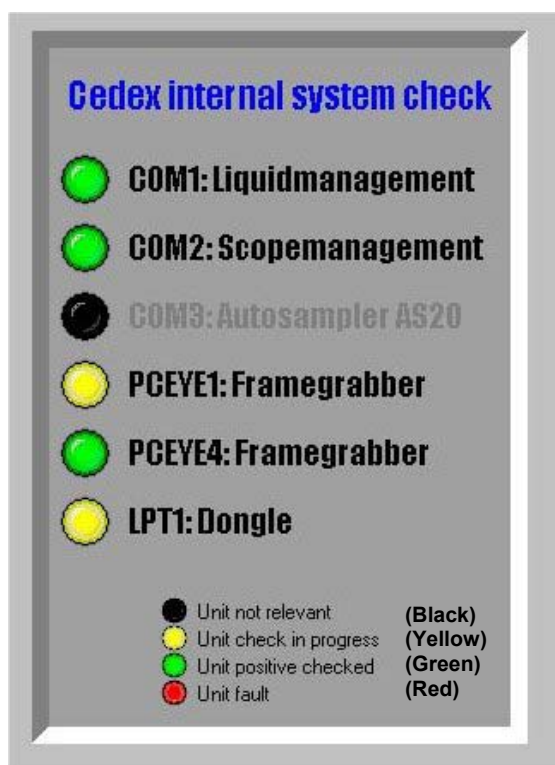 Cedex internal system check
COM1: Liquidmanagement
COM2: Scopemanagement
COM3: Autosampler AS20
PCEYE1: Framegrabber
PCEYE4: Framegrabber
LPT1: Dongle
Unit not relevant (Black)
Unit check in progress (Yellow)
Unit positive checked (Green)
Unit fault (Red)